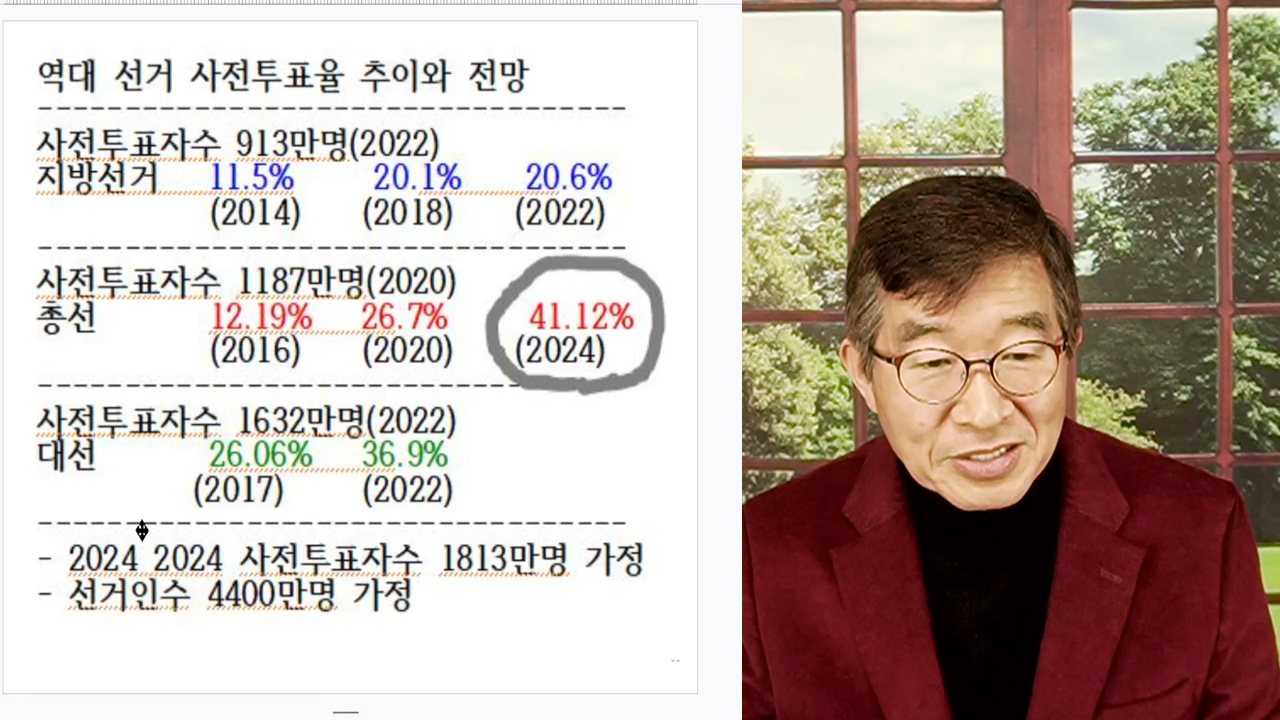 역대 선거 사전투표율 추이와 전망
-----------------------------------
사전투표자수 913만명(2022)
지방선거 11.5% 20.1% 20.6%
(2014) (2018) (2022)
-----------------------------------
사전투표자수 1187만명(2020)
총선 12.19% 26.7% 41.12%
(2016) (2020) (2024)
-----------------------------------
사전투표자수 1632만명(2022)
대선 26.06% 36.9%
(2017) (2022)
-----------------------------------
- 2024 2024 사전투표자수 1813만명 가정
- 선거인수 4400만명 가정
--